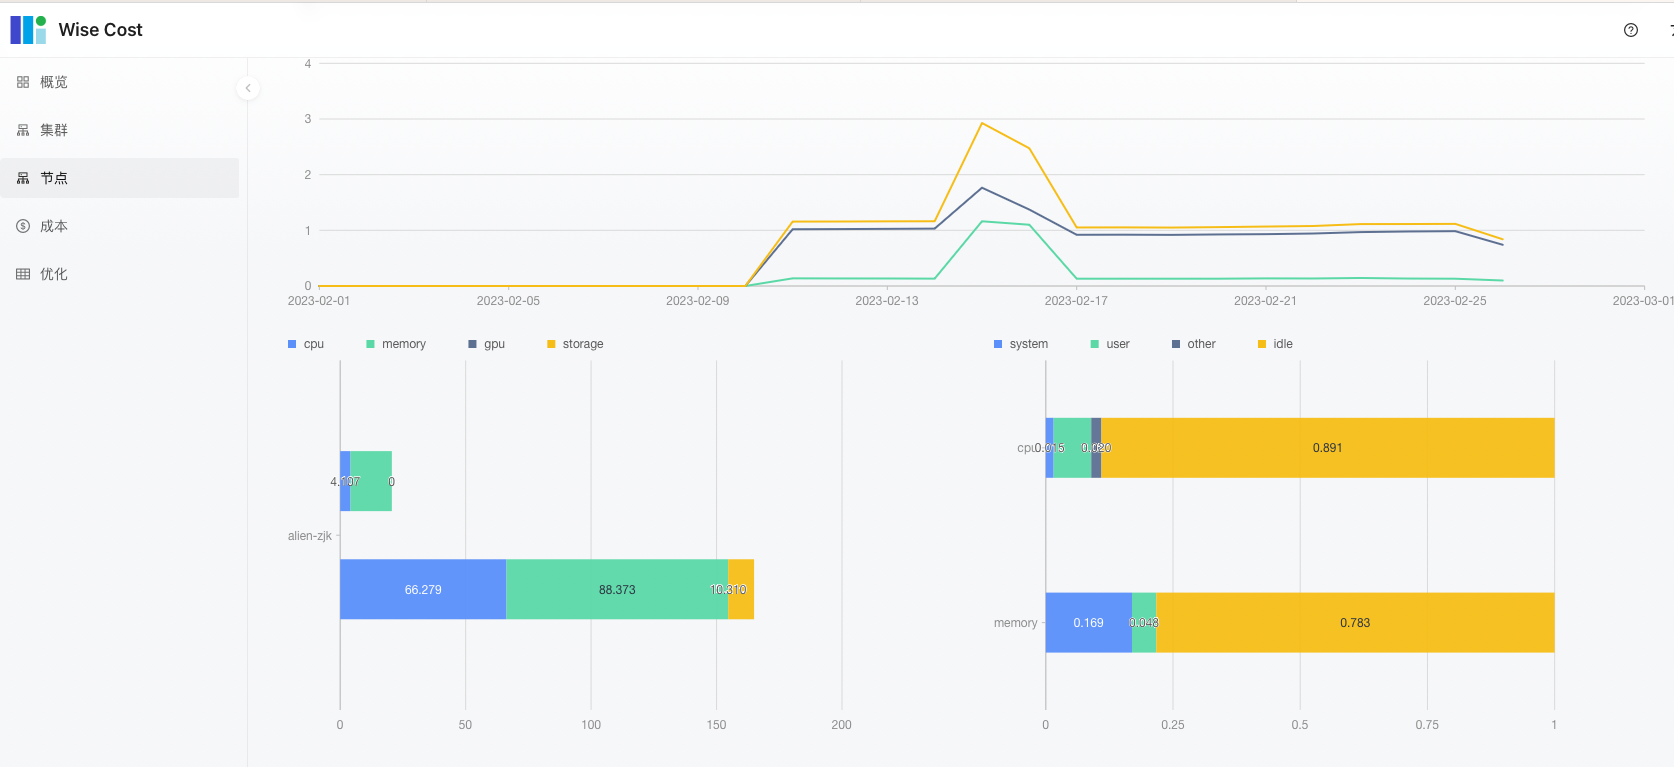 Wise Cost
概览
集群
节点
成本
优化
4
3
2
1
0
2023-02-01 2023-02-05 2023-02-09 2023-02-13 2023-02-17 2023-02-21 2023-02-25 2023-03-01
cpu memory gpu storage
4.107 0
alien-zjk
66.279 88.373 10.310
0 50 100 150 200
system user other idle
cpu 0.015 0.020 0.891
memory 0.169 0.048 0.783
0 0.25 0.5 0.75 1